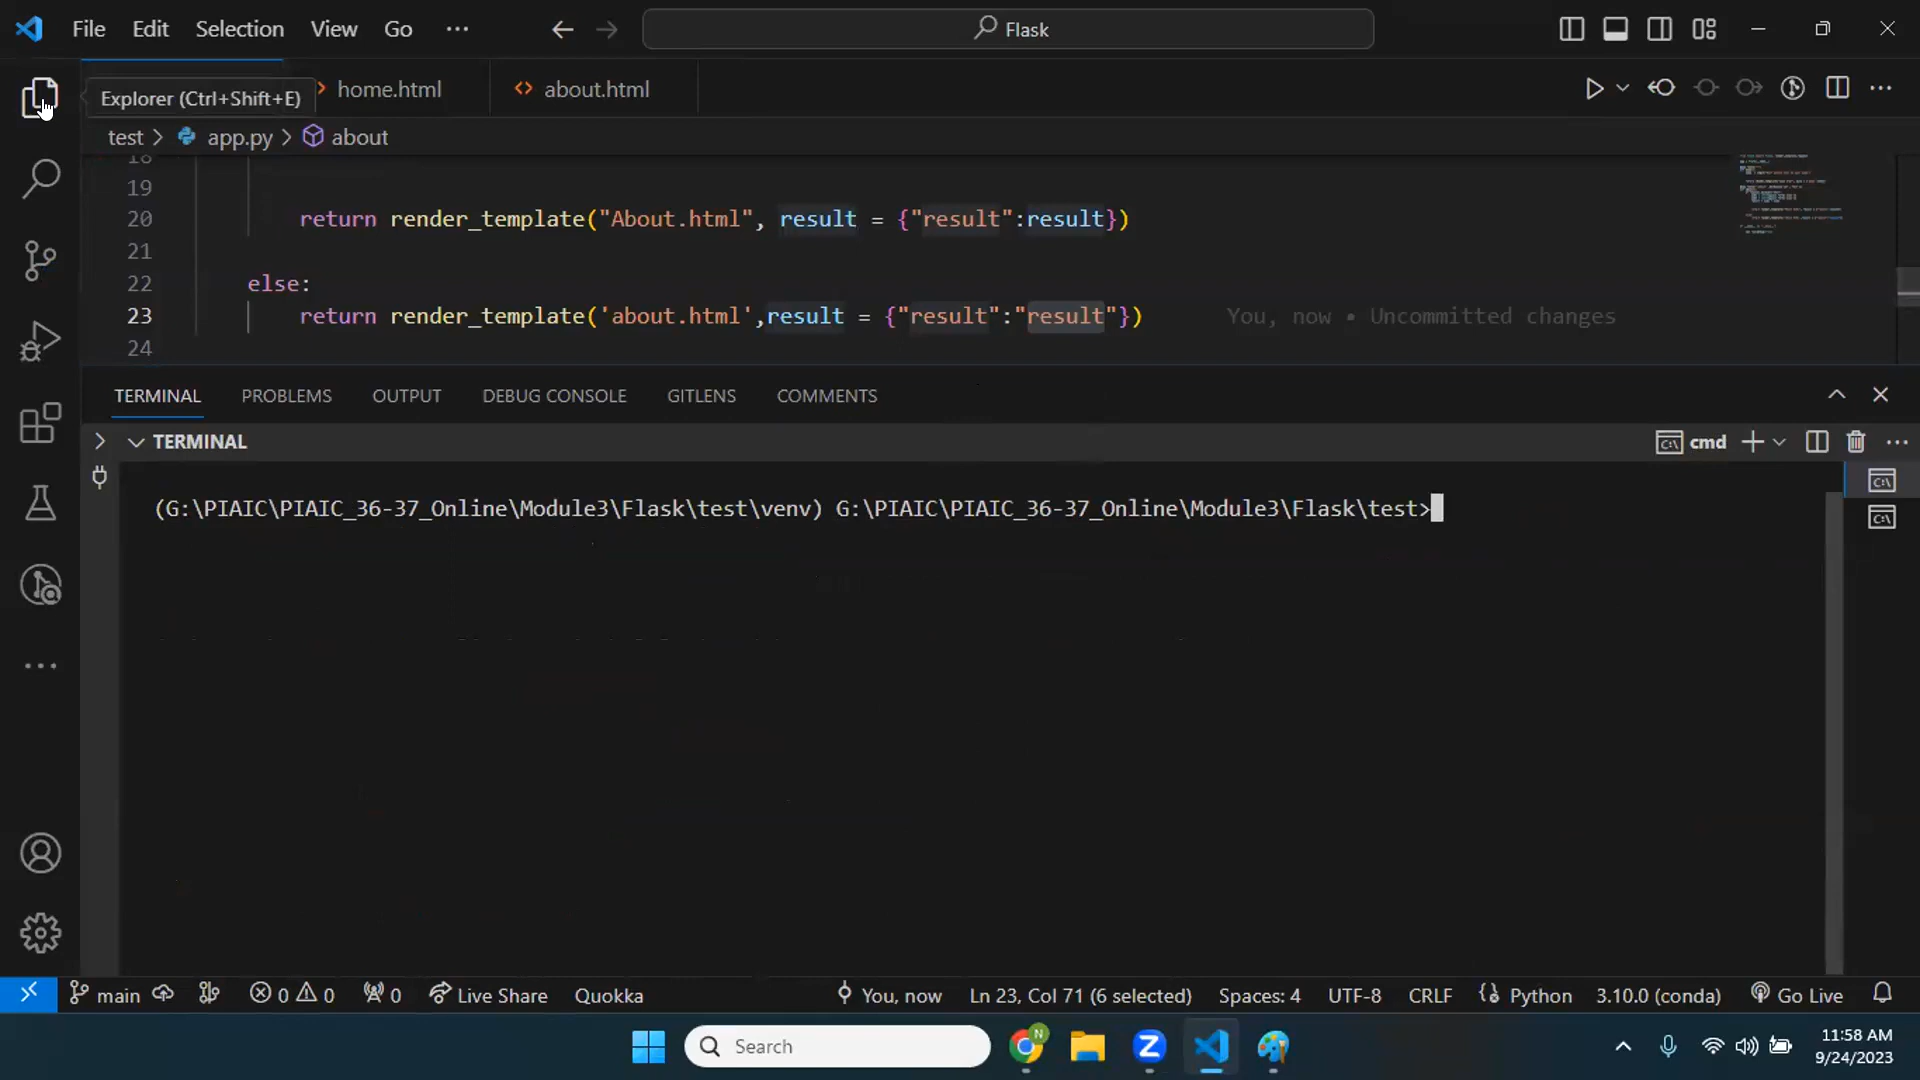 File Edit Selection View Go ··· Flask
Explorer (Ctrl+Shift+E) home.html about.html
test > app.py > about
18
19
20 return render_template("About.html", result = {"result":result})
21
22 else:
23 return render_template('about.html',result = {"result":"result"}) You, now • Uncommitted changes
24
TERMINAL PROBLEMS OUTPUT DEBUG CONSOLE GITLENS COMMENTS
TERMINAL cmd
(G:\PIAIC\PIAIC_36-37_Online\Module3\Flask\test\venv) G:\PIAIC\PIAIC_36-37_Online\Module3\Flask\test>
main 0 0 0 Live Share Quokka You, now Ln 23, Col 71 (6 selected) Spaces: 4 UTF-8 CRLF Python 3.10.0 (conda) Go Live
Search
N
11:58 AM
9/24/2023